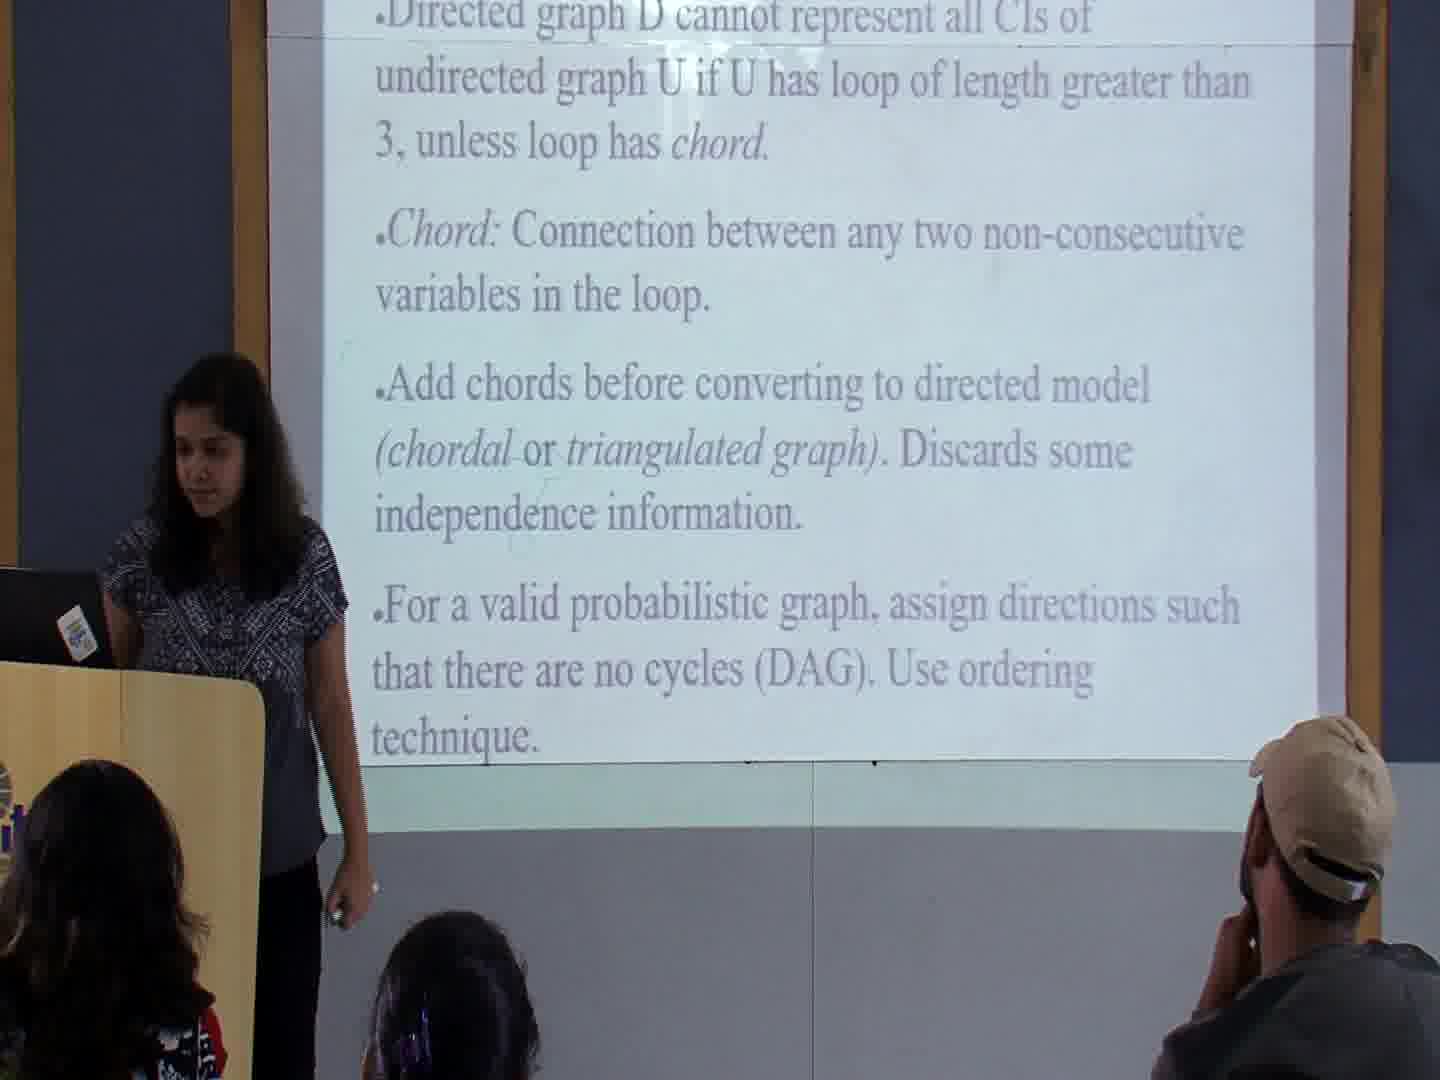 •Directed graph D cannot represent all CIs of
undirected graph U if U has loop of length greater than
3, unless loop has chord.
•Chord: Connection between any two non-consecutive
variables in the loop.
•Add chords before converting to directed model
(chordal or triangulated graph). Discards some
independence information.
•For a valid probabilistic graph, assign directions such
that there are no cycles (DAG). Use ordering
technique.